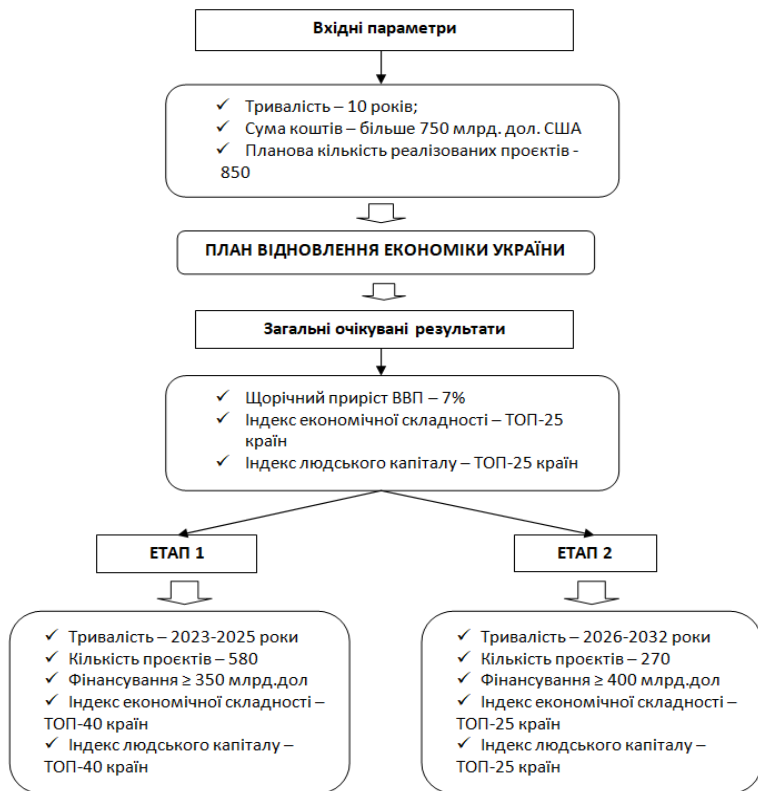 Вхідні параметри
✓ Тривалість – 10 років;
✓ Сума коштів – більше 750 млрд. дол. США
✓ Планова кількість реалізованих проєктів -
850
ПЛАН ВІДНОВЛЕННЯ ЕКОНОМІКИ УКРАЇНИ
Загальні очікувані результати
✓ Щорічний приріст ВВП – 7%
✓ Індекс економічної складності – ТОП-25
країн
✓ Індекс людського капіталу – ТОП-25 країн
ЕТАП 1
✓ Тривалість – 2023-2025 роки
✓ Кількість проєктів – 580
✓ Фінансування ≥ 350 млрд.дол
✓ Індекс економічної складності –
ТОП-40 країн
✓ Індекс людського капіталу –
ТОП-40 країн
ЕТАП 2
✓ Тривалість – 2026-2032 роки
✓ Кількість проєктів – 270
✓ Фінансування ≥ 400 млрд.дол
✓ Індекс економічної складності –
ТОП-25 країн
✓ Індекс людського капіталу –
ТОП-25 країн